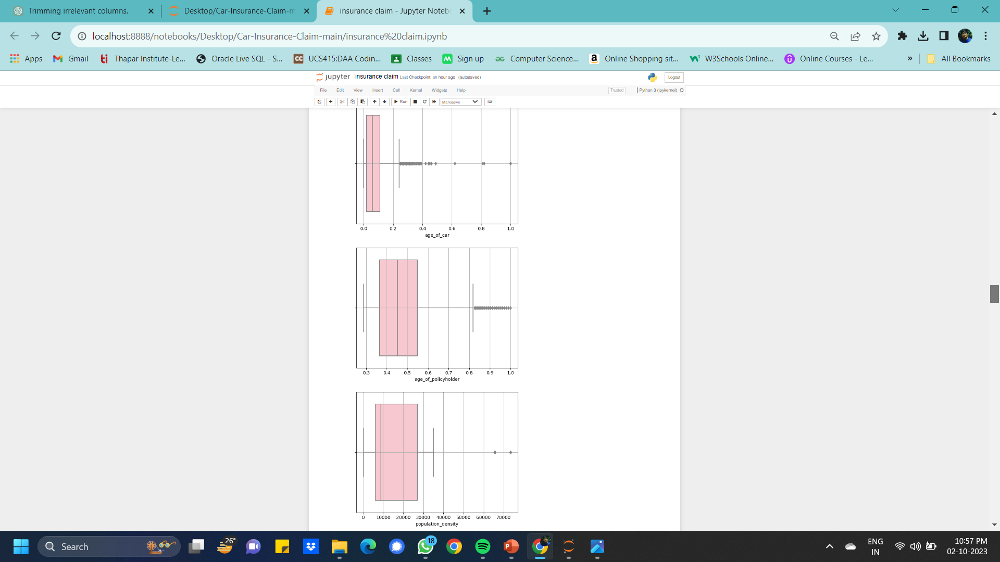 Trimming irrelevant columns.
Desktop/Car-Insurance-Claim-m
insurance claim - Jupyter Notebo
localhost:8888/notebooks/Desktop/Car-Insurance-Claim-main/insurance%20claim.ipynb
Apps Gmail Thapar Institute-Le... Oracle Live SQL - S... CC UCS415:DAA Codin... Classes Sign up Computer Science... Online Shopping sit... W3Schools Online... Online Courses - Le... » All Bookmarks
jupyter insurance claim Last Checkpoint: an hour ago (autosaved) Logout
File Edit View Insert Cell Kernel Widgets Help Trusted Python 3 (ipykernel)
Run Markdown
0.0 0.2 0.4 0.6 0.8 1.0
age_of_car
0.3 0.4 0.5 0.6 0.7 0.8 0.9 1.0
age_of_policyholder
0 10000 20000 30000 40000 50000 60000 70000
population_density
Search
26°
18
ENG
IN
10:57 PM
02-10-2023